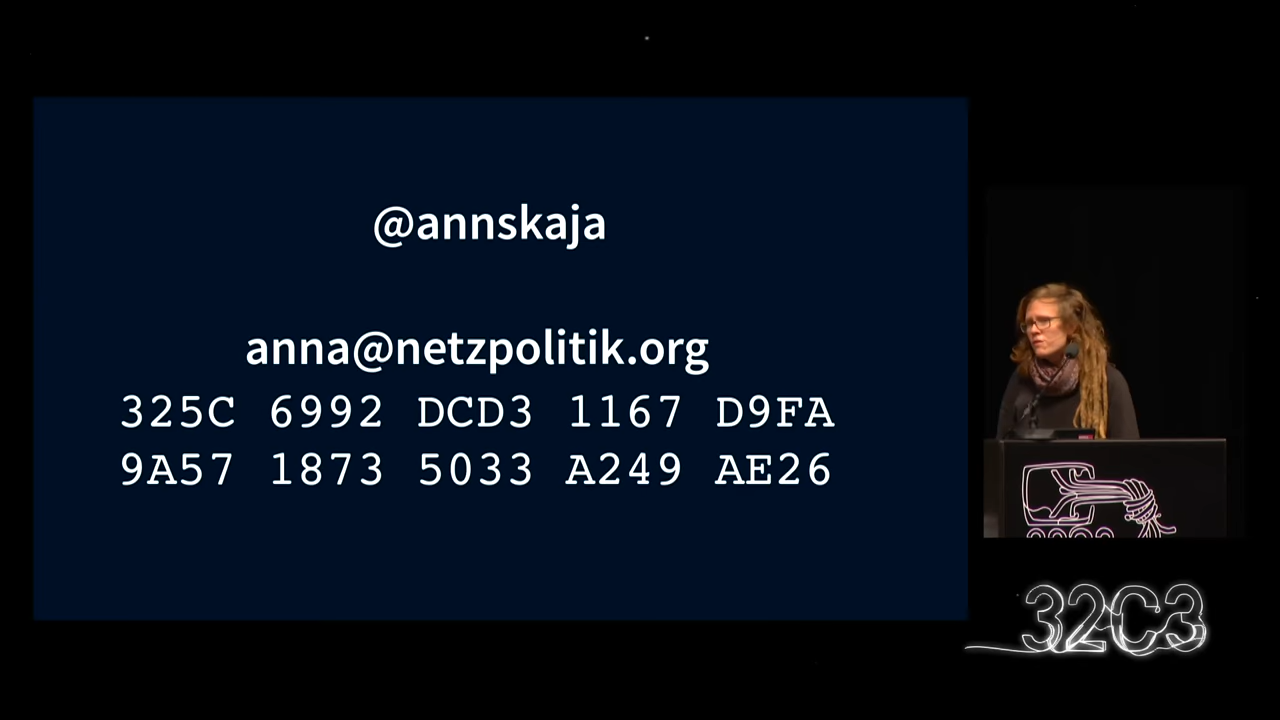 @annskaja
anna@netzpolitik.org
325C 6992 DCD3 1167 D9FA
9A57 1873 5033 A249 AE26
32C3